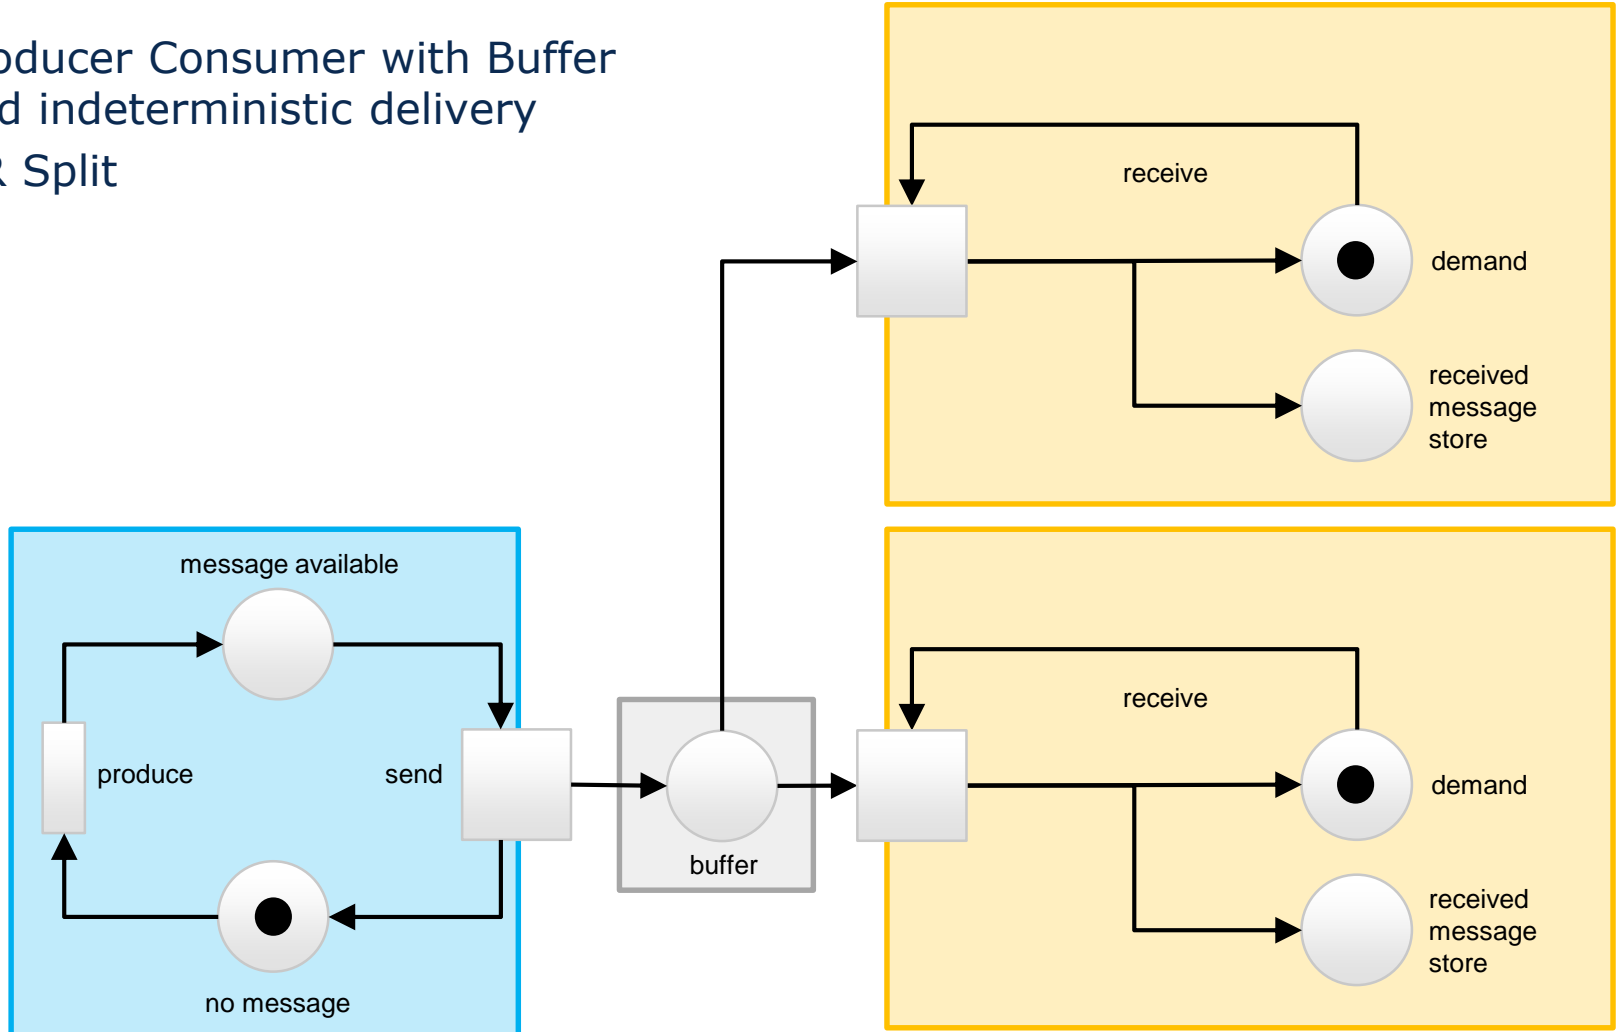 oducer Consumer with Buffer
d indeterministic delivery
R Split
receive
demand
received
message
store
message available
produce
send
buffer
no message
receive
demand
received
message
store